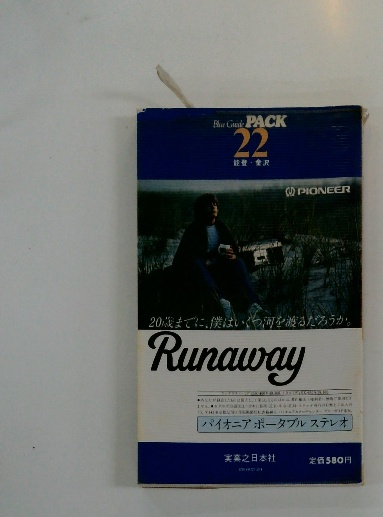 Blue Guide PACK
22
能登・金沢
PIONEER
20歳までに、僕はいくつ河を渡るだろうか。
Runaway
パイオニア ポータブル ステレオ
実業之日本社
定価580円